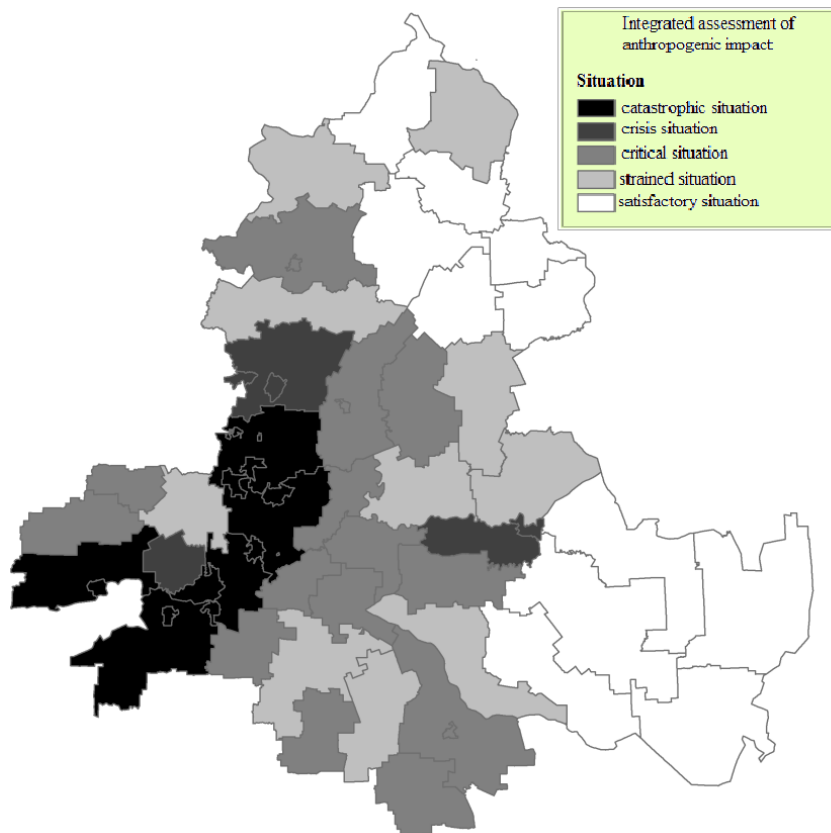 Integrated assessment of
anthropogenic impact
Situation
catastrophic situation
crisis situation
critical situation
strained situation
satisfactory situation